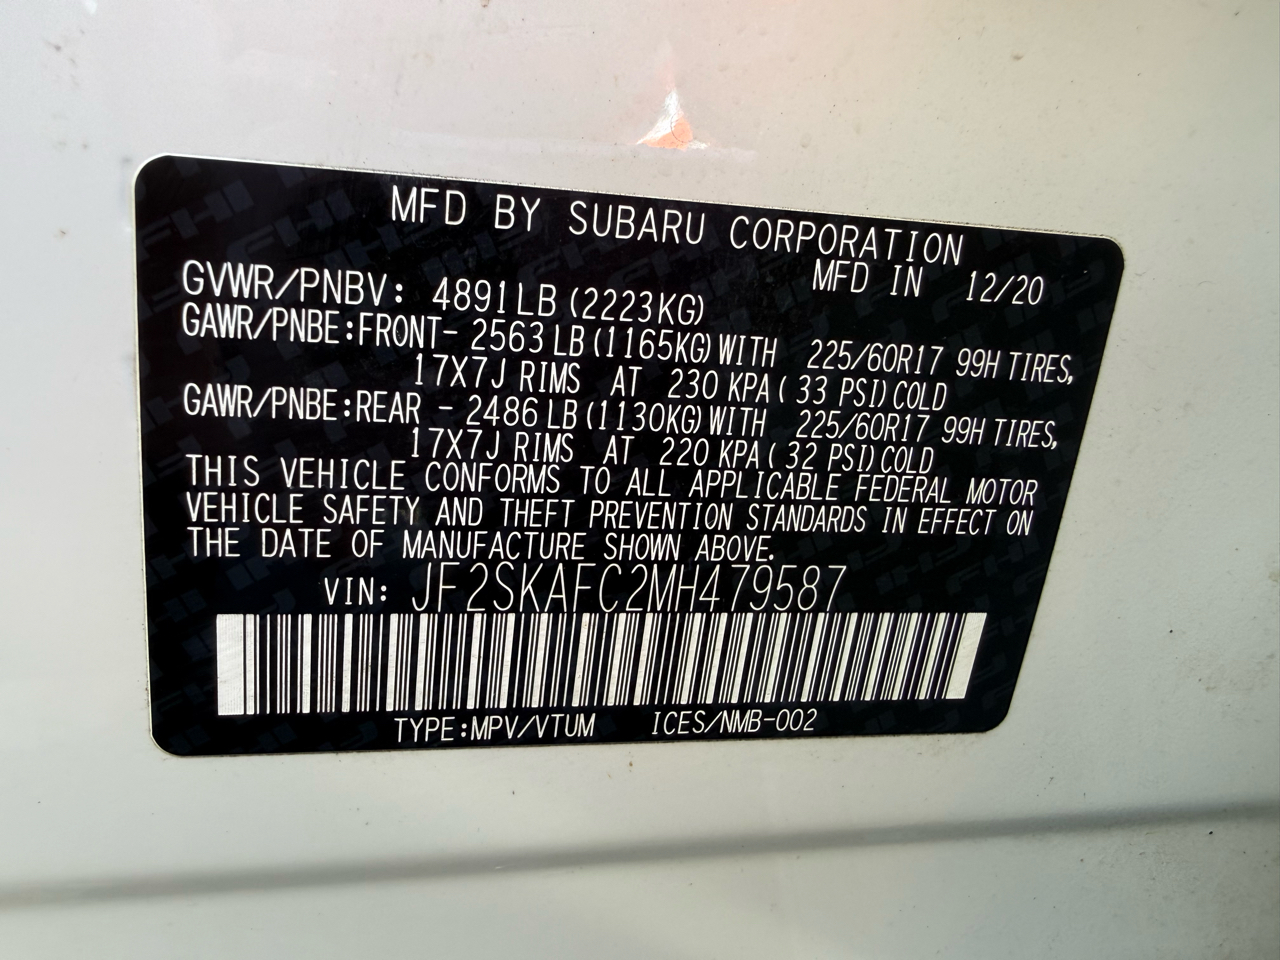 MFD BY SUBARU CORPORATION
MFD IN 12/20
GVWR/PNBV: 4891LB (2223KG)
GAWR/PNBE:FRONT- 2563 LB (1165KG) WITH 225/60R17 99H TIRES,
17X7J RIMS AT 230 KPA ( 33 PSI) COLD
GAWR/PNBE:REAR - 2486 LB (1130KG) WITH 225/60R17 99H TIRES,
17X7J RIMS AT 220 KPA ( 32 PSI) COLD
THIS VEHICLE CONFORMS TO ALL APPLICABLE FEDERAL MOTOR
VEHICLE SAFETY AND THEFT PREVENTION STANDARDS IN EFFECT ON
THE DATE OF MANUFACTURE SHOWN ABOVE.
VIN: JF2SKAFC2MH479587
TYPE:MPV/VTUM ICES/NMB-002